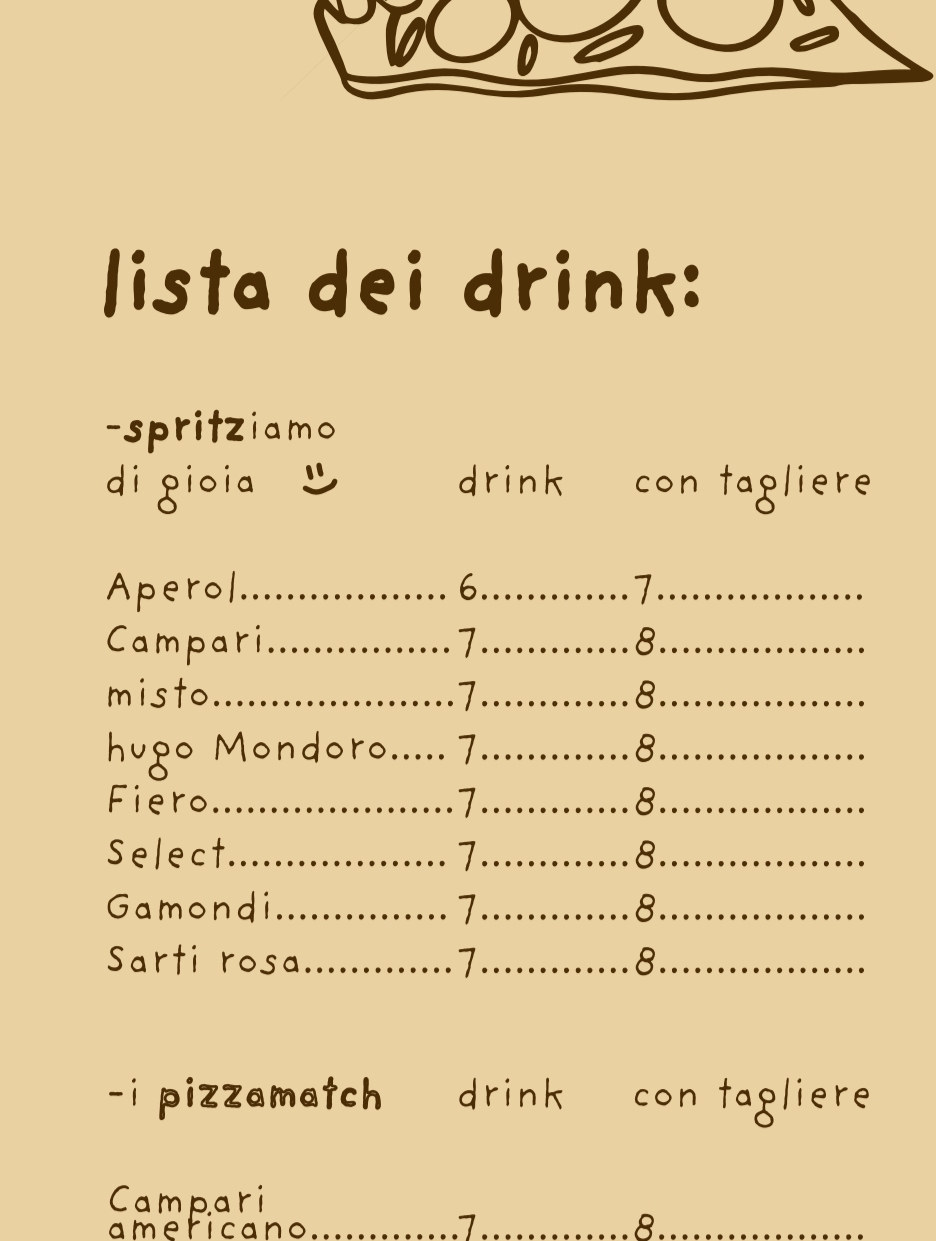 lista dei drink:
-spritziamo
di gioia drink con tagliere
Aperol................. 6.............7..................
Campari................7.............8..................
misto.....................7.............8..................
hugo Mondoro..... 7.............8..................
Fiero.....................7.............8..................
Select................... 7.............8..................
Gamondi............... 7.............8..................
Sarti rosa.............7.............8..................
-i pizzamatch drink con tagliere
Campari
americano.............7.............8..................